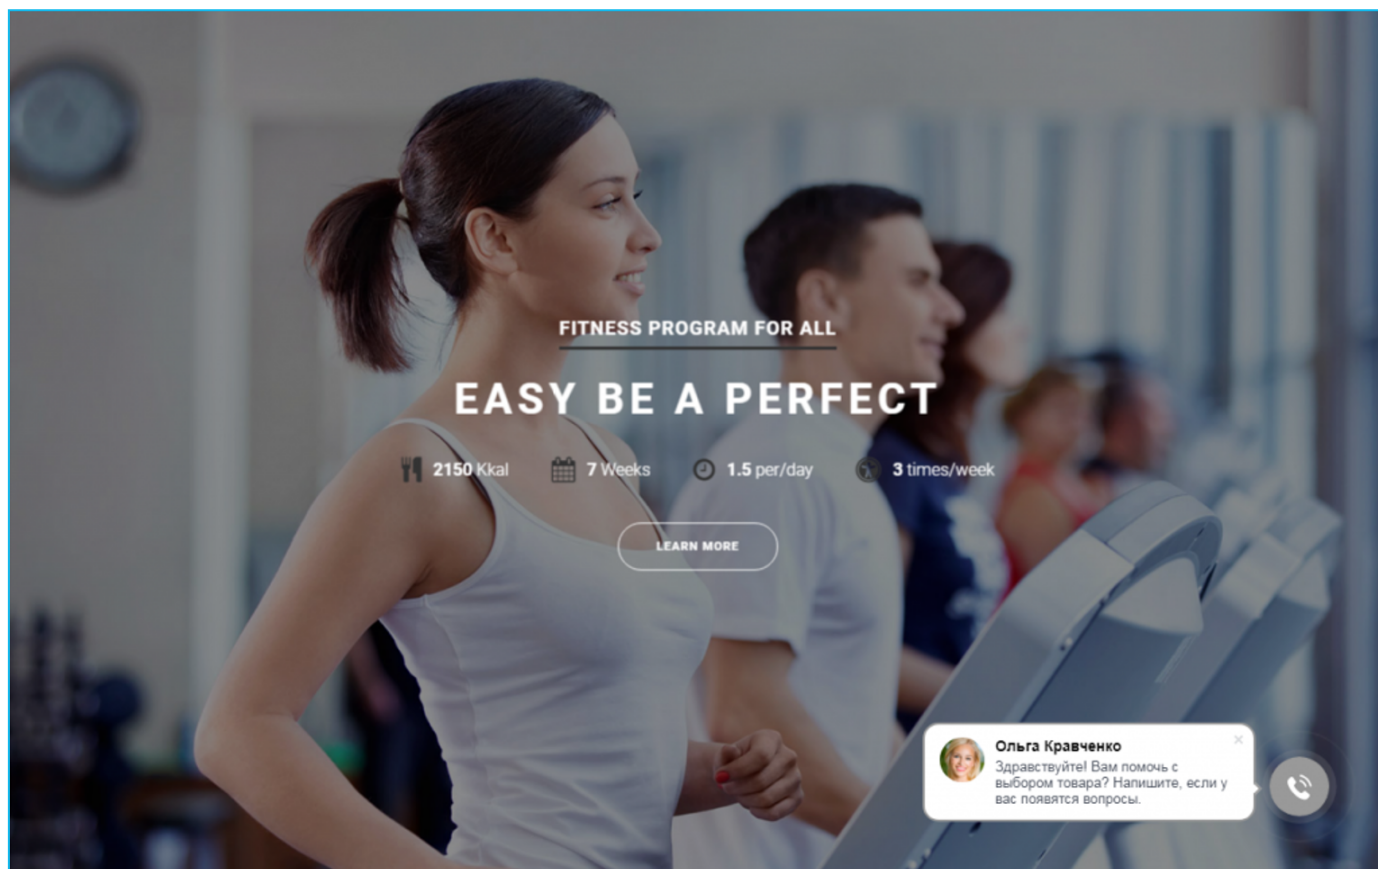 FITNESS PROGRAM FOR ALL
EASY BE A PERFECT
2150 Kkal 7 Weeks 1.5 per/day 3 times/week
LEARN MORE
Ольга Кравченко
Здравствуйте! Вам помочь с
выбором товара? Напишите, если у
вас появятся вопросы.